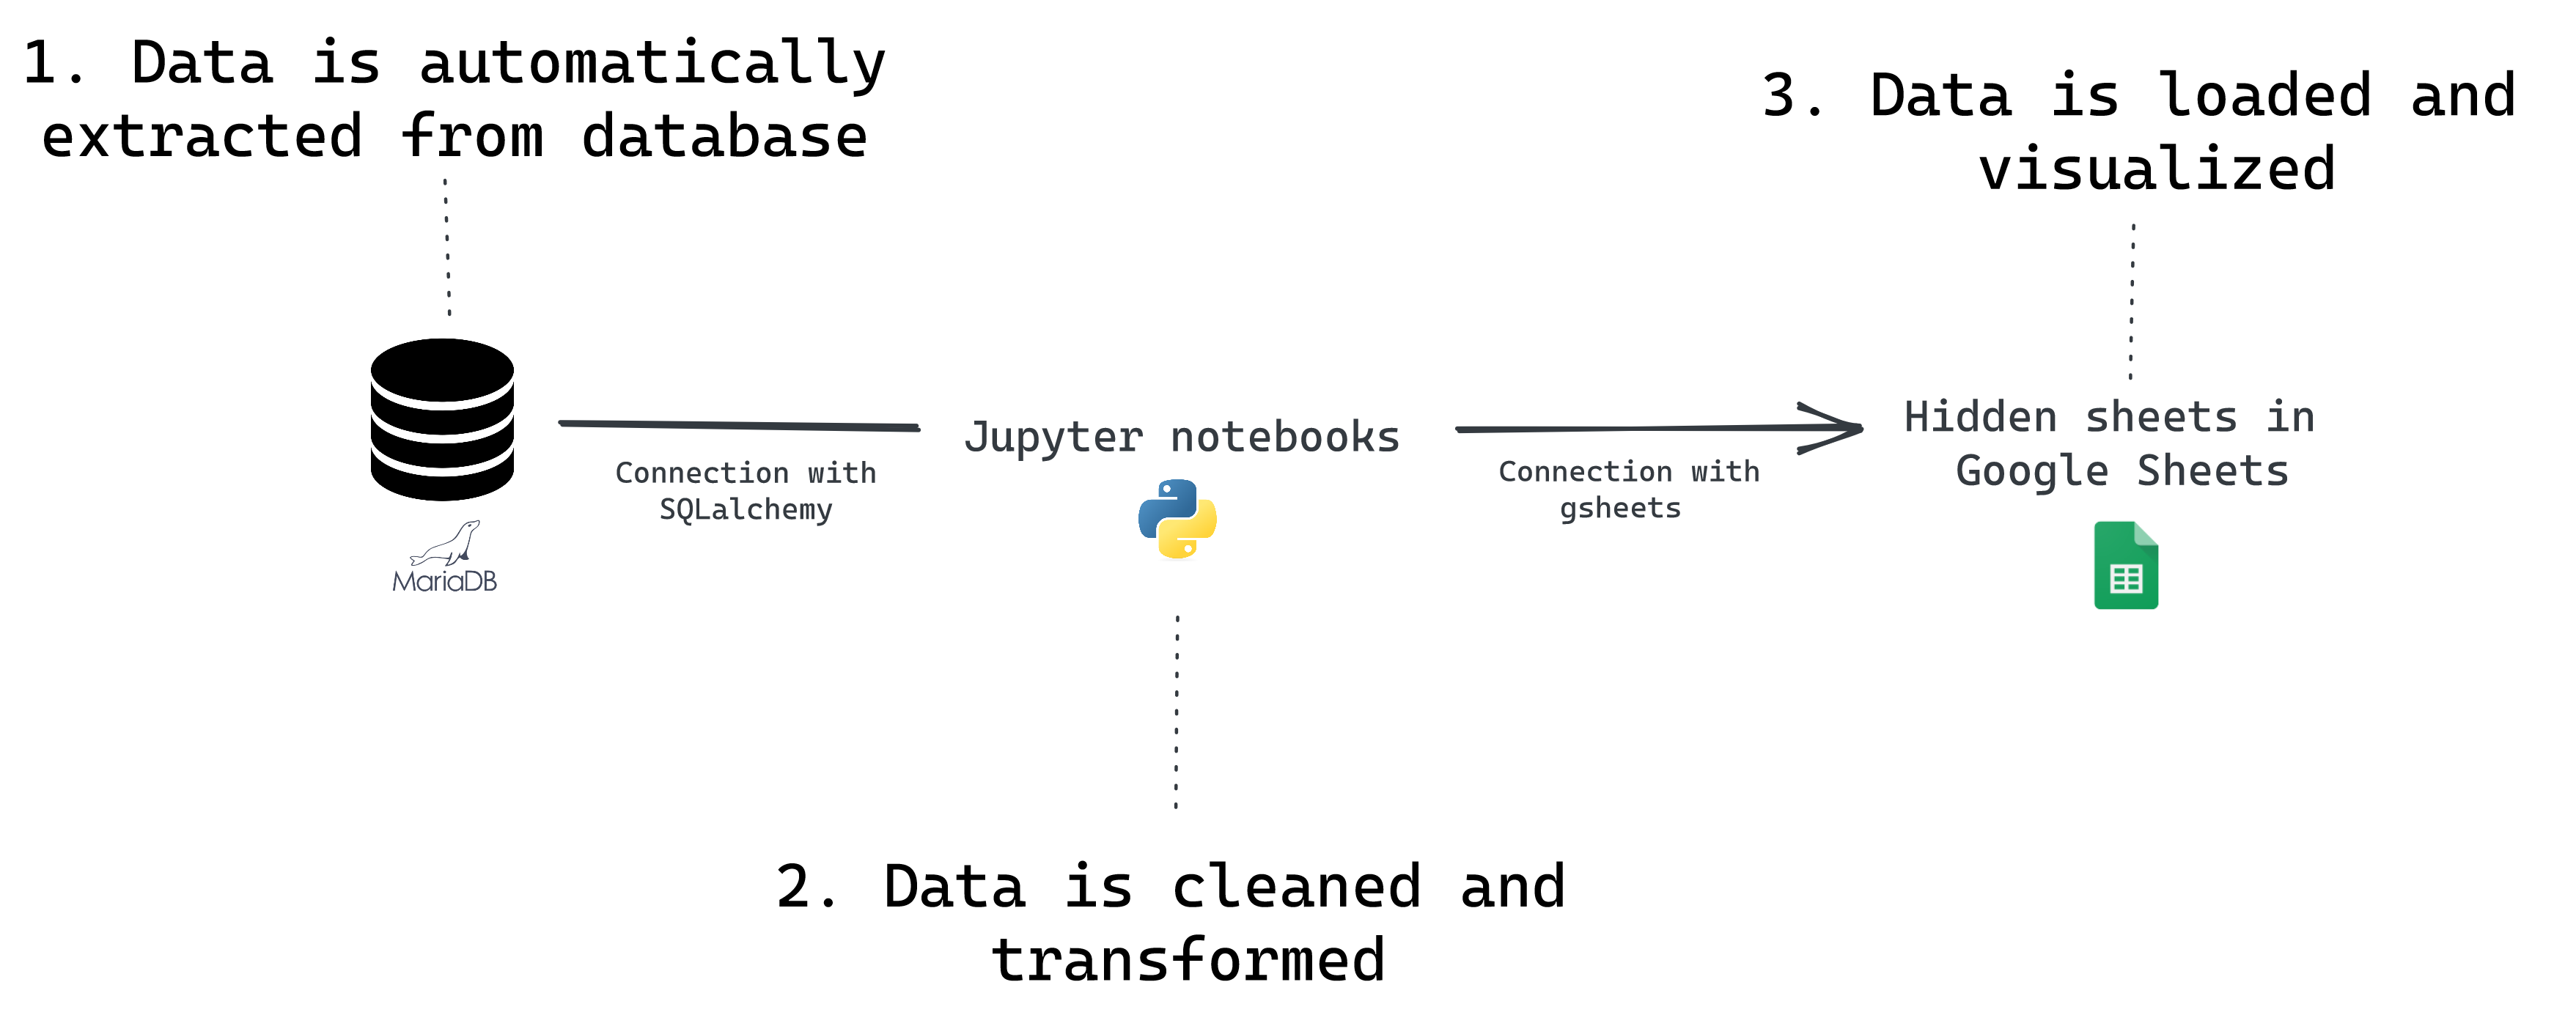 1. Data is automatically
extracted from database
3. Data is loaded and
visualized
MariaDB
Connection with
SQLalchemy
Jupyter notebooks
Connection with
gsheets
Hidden sheets in
Google Sheets
2. Data is cleaned and
transformed